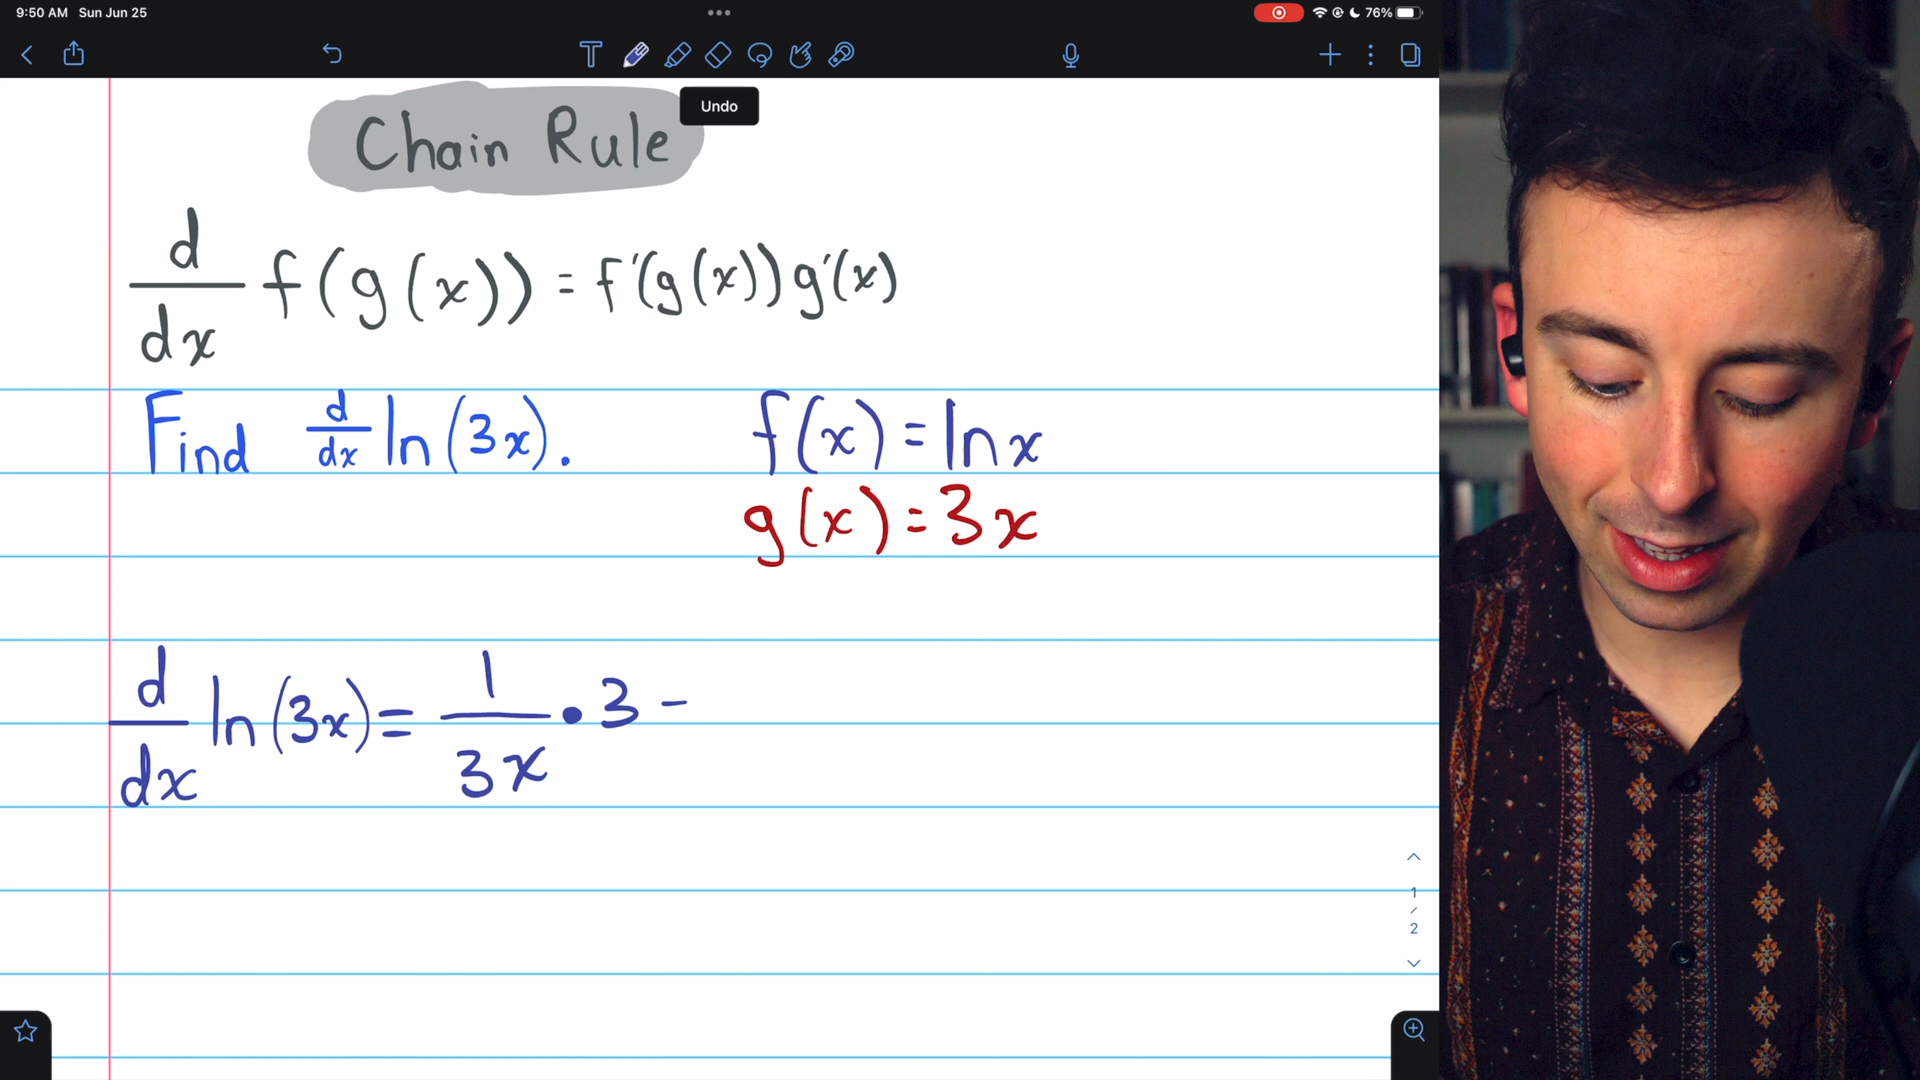 9:50 AM Sun Jun 25
76%
Undo
Chain Rule
d/dx f(g(x)) = f'(g(x))g'(x)
Find d/dx ln(3x). f(x) = ln x
g(x) = 3x
d/dx ln(3x) = 1/3x • 3 -
1
/
2